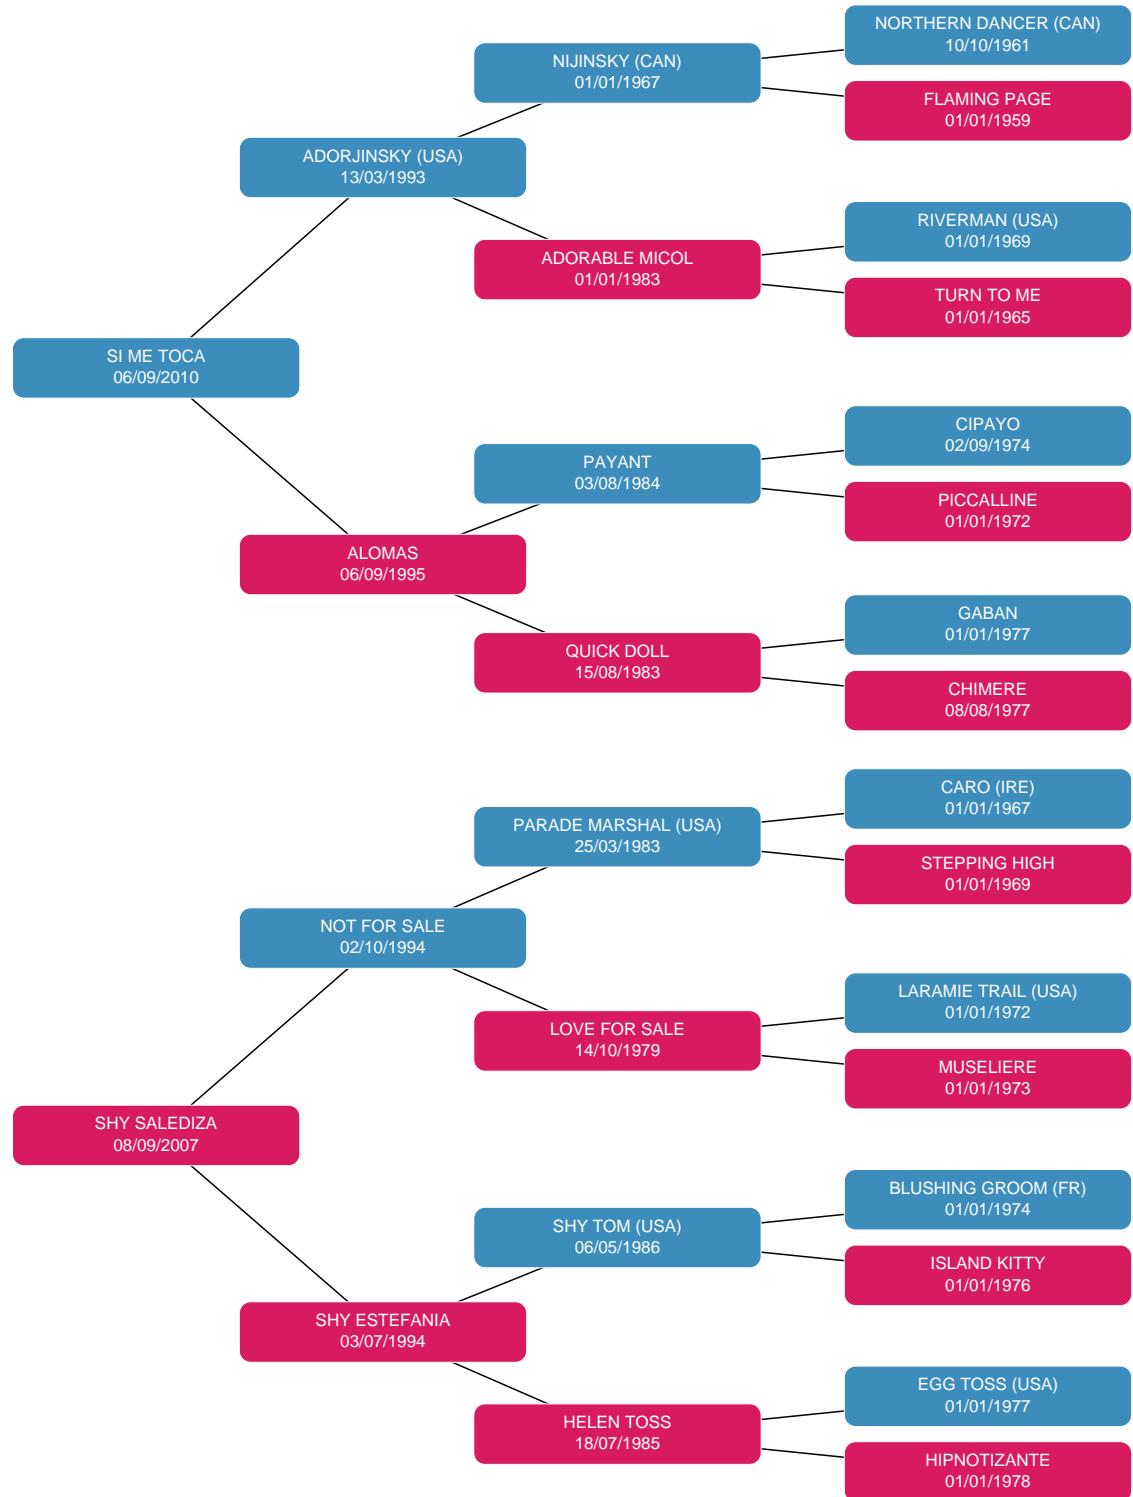 NORTHERN DANCER (CAN)
10/10/1961
NIJINSKY (CAN)
01/01/1967
FLAMING PAGE
01/01/1959
ADORJINSKY (USA)
13/03/1993
RIVERMAN (USA)
01/01/1969
ADORABLE MICOL
01/01/1983
TURN TO ME
01/01/1965
SI ME TOCA
06/09/2010
CIPAYO
02/09/1974
PAYANT
03/08/1984
PICCALLINE
01/01/1972
ALOMAS
06/09/1995
GABAN
01/01/1977
QUICK DOLL
15/08/1983
CHIMERE
08/08/1977
CARO (IRE)
01/01/1967
PARADE MARSHAL (USA)
25/03/1983
STEPPING HIGH
01/01/1969
NOT FOR SALE
02/10/1994
LARAMIE TRAIL (USA)
01/01/1972
LOVE FOR SALE
14/10/1979
MUSELIERE
01/01/1973
SHY SALEDIZA
08/09/2007
BLUSHING GROOM (FR)
01/01/1974
SHY TOM (USA)
06/05/1986
ISLAND KITTY
01/01/1976
SHY ESTEFANIA
03/07/1994
EGG TOSS (USA)
01/01/1977
HELEN TOSS
18/07/1985
HIPNOTIZANTE
01/01/1978